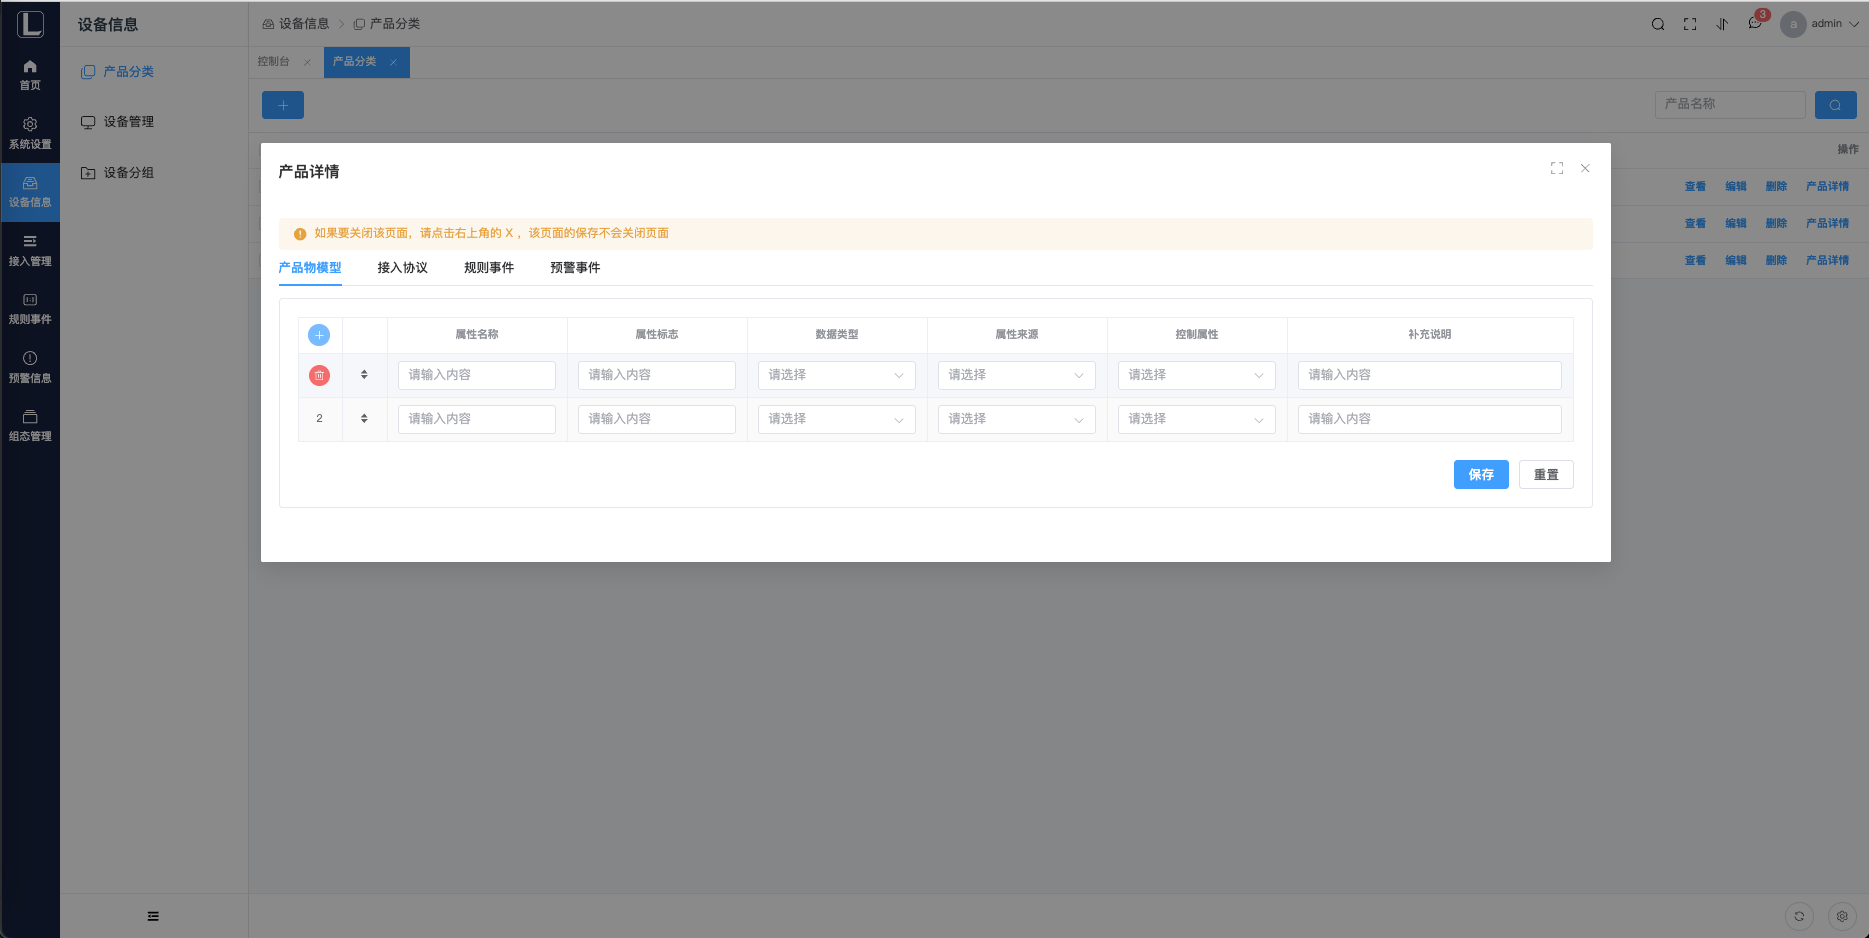 L
首页
系统设置
设备信息
接入管理
规则事件
预警信息
组态管理
设备信息
产品分类
设备管理
设备分组
设备信息 > 产品分类
3
a admin
控制台 × 产品分类 ×
+
产品名称
操作
查看 编辑 删除 产品详情
查看 编辑 删除 产品详情
查看 编辑 删除 产品详情
产品详情
如果要关闭该页面，请点击右上角的 X ，该页面的保存不会关闭页面
产品物模型 接入协议 规则事件 预警事件
属性名称 属性标志 数据类型 属性来源 控制属性 补充说明
请输入内容 请输入内容 请选择 请选择 请选择 请输入内容
2 请输入内容 请输入内容 请选择 请选择 请选择 请输入内容
保存 重置